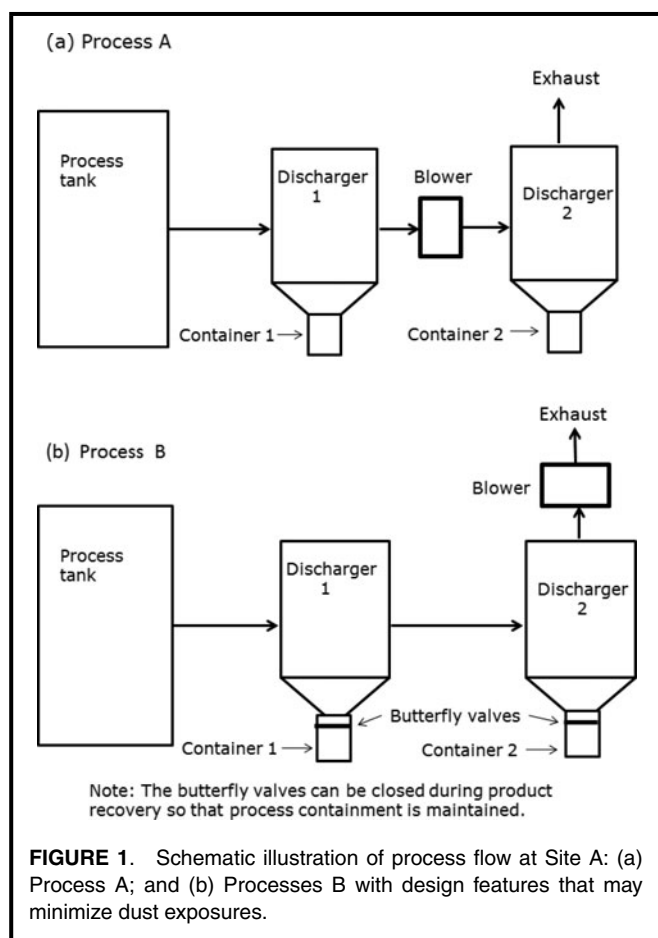 (a) Process A
Exhaust
Process
tank
Discharger
1
Blower
Discharger
2
Container 1
Container 2
(b) Process B
Exhaust
Blower
Process
tank
Discharger
1
Discharger
2
Butterfly valves
Container 1
Container 2
Note: The butterfly valves can be closed during product
recovery so that process containment is maintained.
FIGURE 1. Schematic illustration of process flow at Site A: (a)
Process A; and (b) Processes B with design features that may
minimize dust exposures.